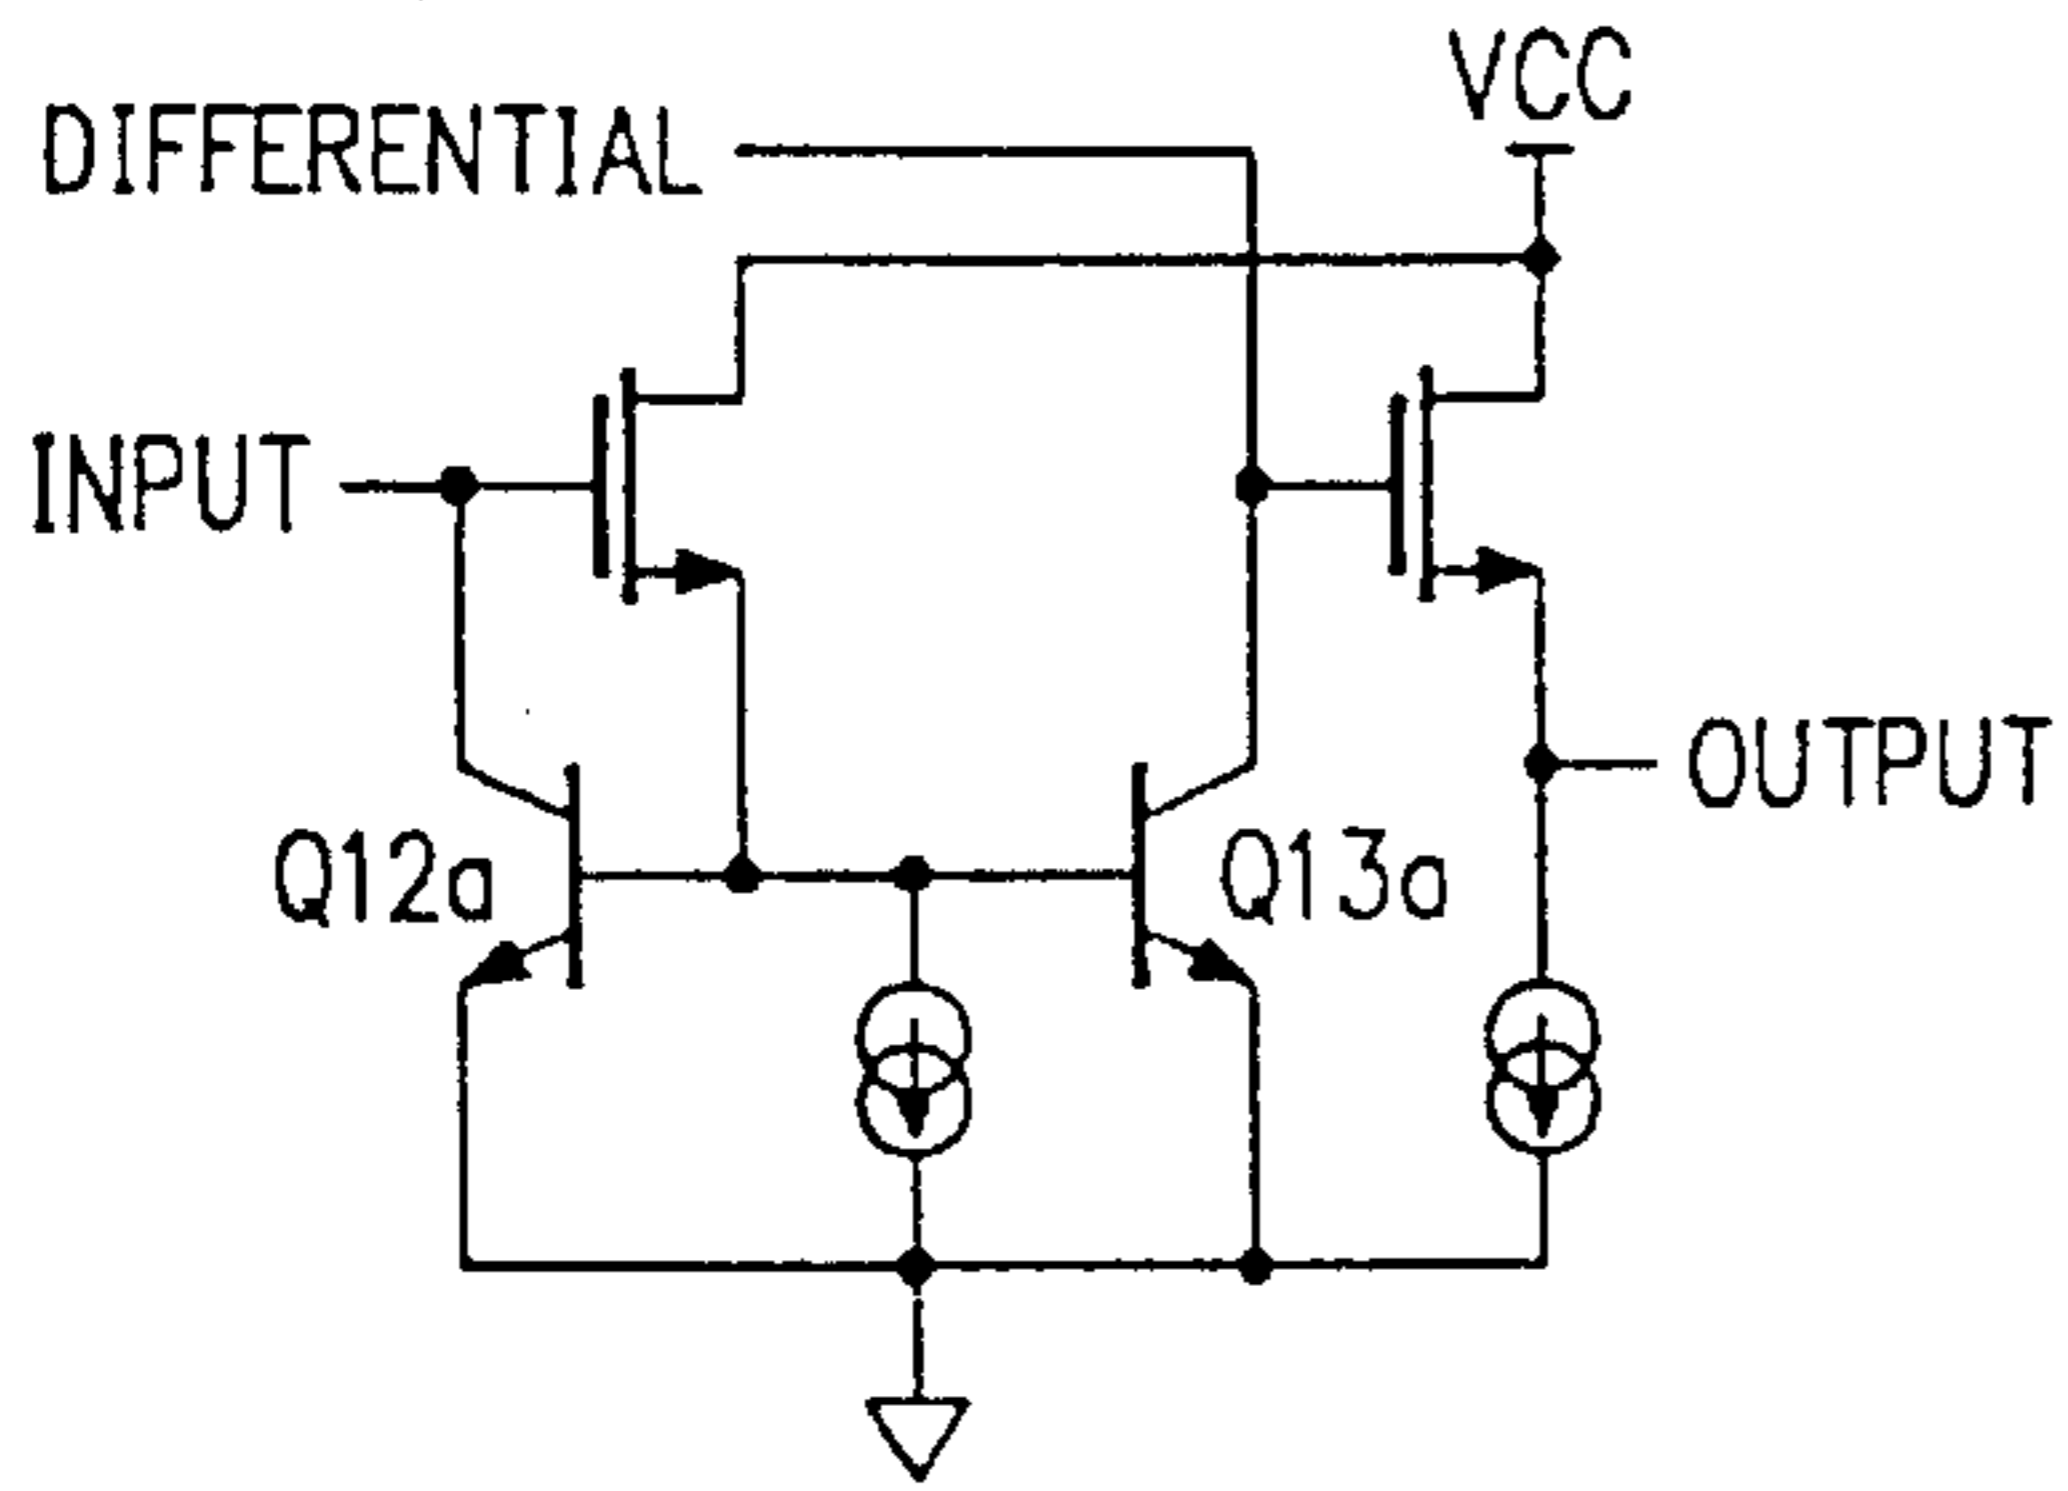 VCC
DIFFERENTIAL
INPUT
OUTPUT
Q12a
Q13a